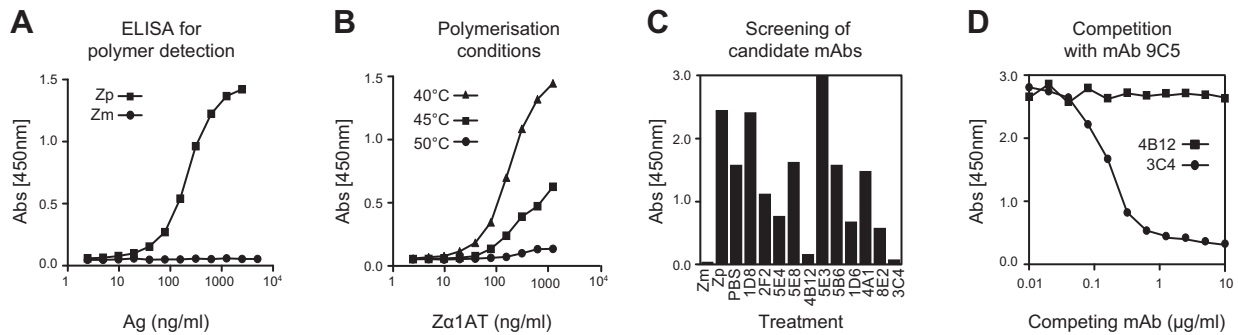 A
ELISA for
polymer detection
Abs [450nm]
1.5
1.0
0.5
0.0
Zp
Zm
1
10
100
1000
10⁴
Ag (ng/ml)
B
Polymerisation
conditions
Abs [450nm]
1.5
1.0
0.5
0.0
40°C
45°C
50°C
1
10
100
1000
10⁴
Zα1AT (ng/ml)
C
Screening of
candidate mAbs
Abs [450nm]
3.0
2.0
1.0
0.0
Zm
Zp
PBS
1D8
2F2
5E4
5E8
4B12
5E3
5B6
1D6
4A1
8E2
3C4
Treatment
D
Competition
with mAb 9C5
Abs [450nm]
3.0
2.0
1.0
0.0
4B12
3C4
0.01
0.1
1
10
Competing mAb (µg/ml)